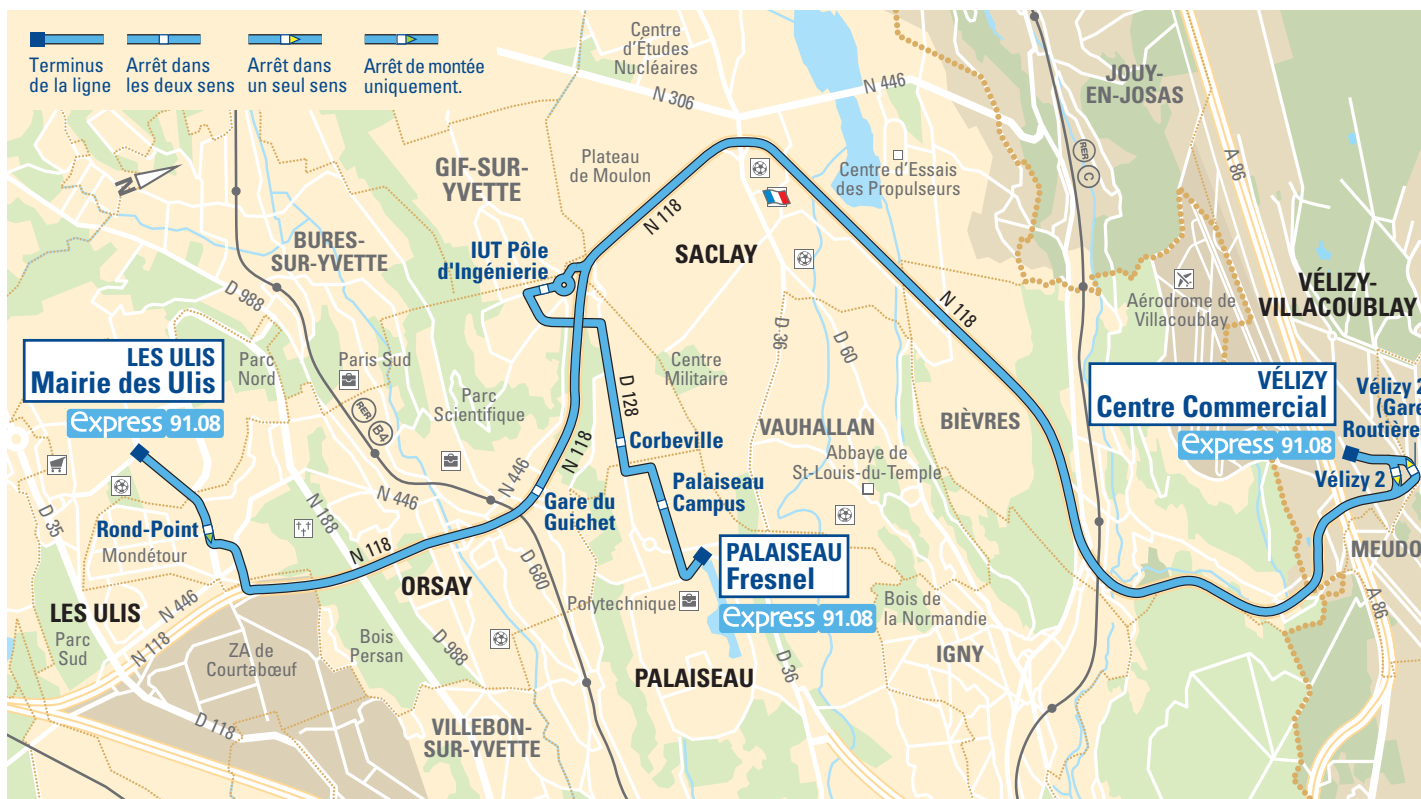 Terminus
de la ligne
Arrêt dans
les deux sens
Arrêt dans
un seul sens
Arrêt de montée
uniquement.
Centre
d'Études
Nucléaires
N 306
N 446
JOUY-
EN-JOSAS
A 86
RER C
N
GIF-SUR-
YVETTE
Plateau
de Moulon
Centre d'Essais
des Propulseurs
BURES-
SUR-YVETTE
IUT Pôle
d'Ingénierie
N 118
SACLAY
D 988
Aérodrome de
Villacoublay
VÉLIZY-
VILLACOUBLAY
N 118
D 36
D 60
LES ULIS
Mairie des Ulis
express 91.08
Parc
Nord
Paris Sud
RER B4
Parc
Scientifique
Centre
Militaire
D 128
VÉLIZY
Centre Commercial
express 91.08
Vélizy 2
(Gare
Routière
Vélizy 2
N 118
Corbeville
VAUHALLAN
BIÈVRES
Abbaye de
St-Louis-du-Temple
D 35
N 446
N 446
Gare du
Guichet
Palaiseau
Campus
Rond-Point
Mondétour
N 188
N 118
D 680
PALAISEAU
Fresnel
express 91.08
MEUDO
A 86
ORSAY
Polytechnique
Bois de
la Normandie
LES ULIS
N 446
N 118
Parc
Sud
ZA de
Courtabœuf
Bois
Persan
D 988
IGNY
PALAISEAU
D 36
D 118
VILLEBON-
SUR-YVETTE